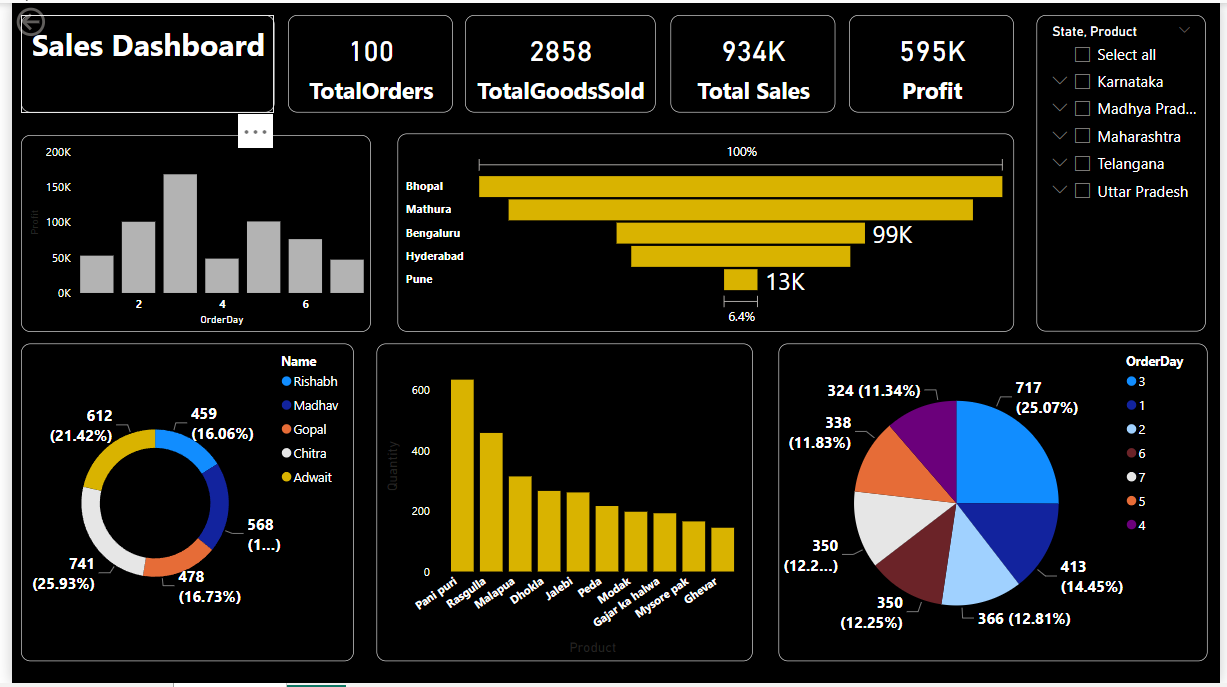 Sales Dashboard
100
TotalOrders
2858
TotalGoodsSold
934K
Total Sales
595K
Profit
State, Product
Select all
Karnataka
Madhya Prad...
Maharashtra
Telangana
Uttar Pradesh
200K
150K
100K
50K
0K
Profit
2 4 6
OrderDay
100%
Bhopal
Mathura
Bengaluru 99K
Hyderabad
Pune 13K
6.4%
Name
Rishabh
Madhav
Gopal
Chitra
Adwait
612
(21.42%)
459
(16.06%)
568
(1...)
478
(16.73%)
741
(25.93%)
600
400
200
0
Quantity
Pani puri
Rasgulla
Malapua
Dhokla
Jalebi
Peda
Modak
Gajar ka halwa
Mysore pak
Ghevar
Product
OrderDay
3
1
2
6
7
5
4
324 (11.34%)
717
(25.07%)
338
(11.83%)
350
(12.2...)
350
(12.25%)
366 (12.81%)
413
(14.45%)